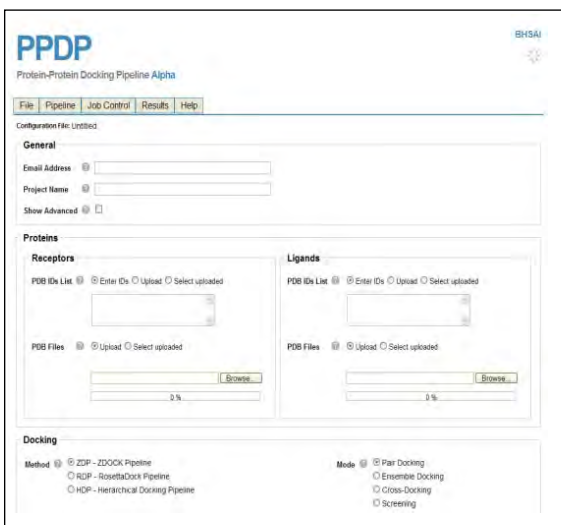 BHSAI
PPDP
Protein-Protein Docking Pipeline Alpha
File Pipeline Job Control Results Help
Configuration File: Untitled
General
Email Address
Project Name
Show Advanced
Proteins
Receptors
PDB IDs List Enter IDs Upload Select uploaded
PDB Files Upload Select uploaded
Browse...
0 %
Ligands
PDB IDs List Enter IDs Upload Select uploaded
PDB Files Upload Select uploaded
Browse...
0 %
Docking
Method ZDP - ZDOCK Pipeline
RDP - RosettaDock Pipeline
HDP - Hierarchical Docking Pipeline
Mode Pair Docking
Ensemble Docking
Cross-Docking
Screening